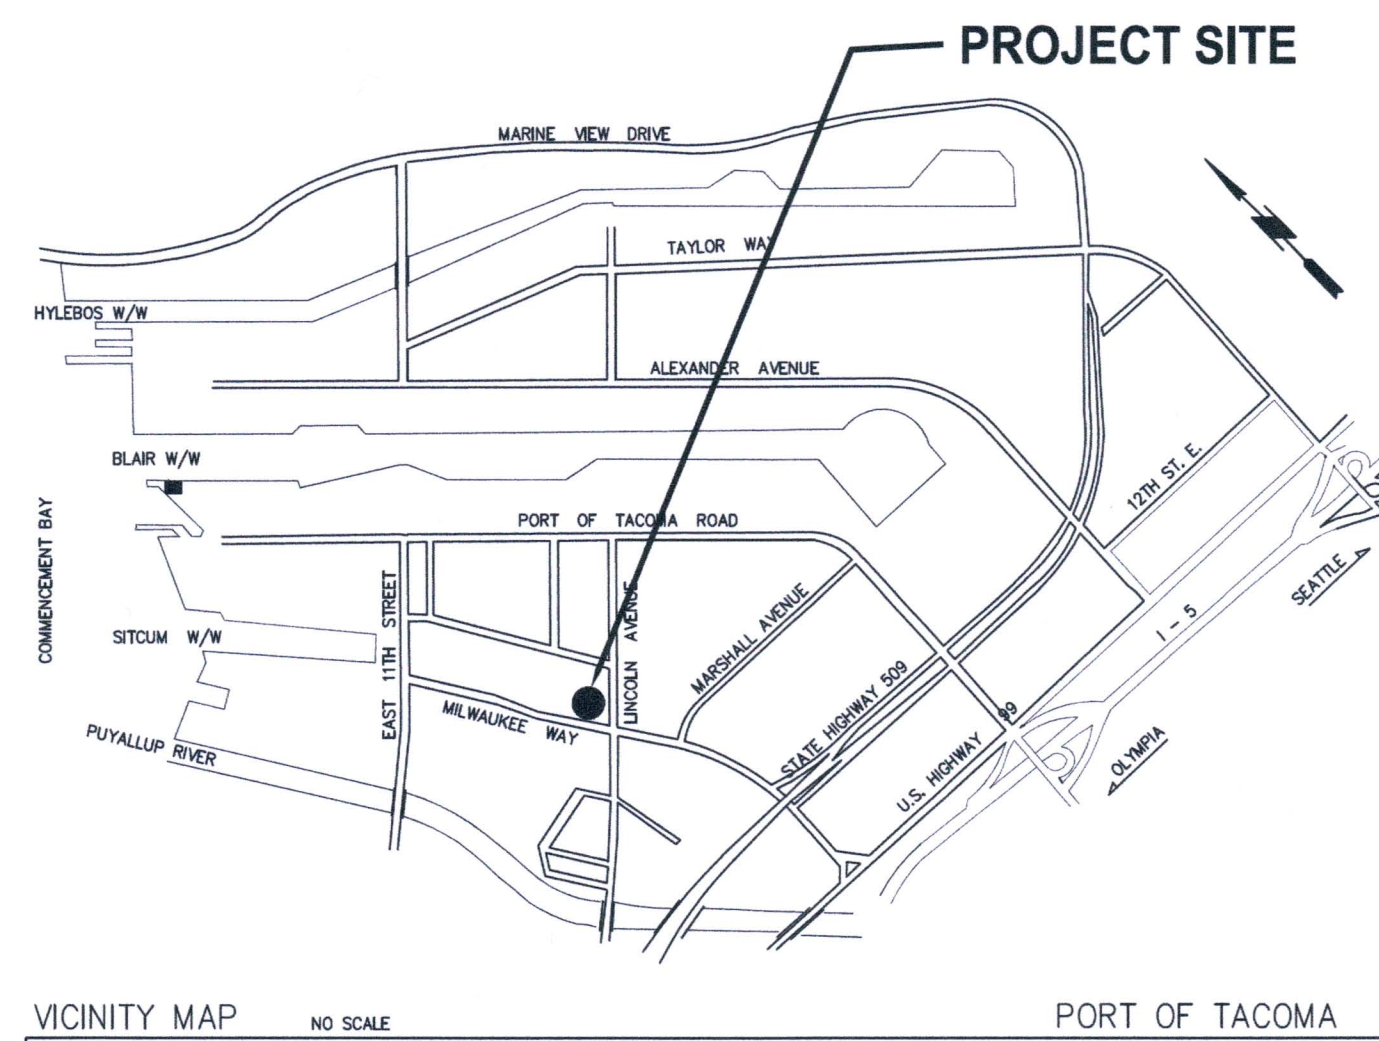 PROJECT SITE
MARINE VIEW DRIVE
TAYLOR WAY
HYLEBOS W/W
ALEXANDER AVENUE
BLAIR W/W
12TH ST. E.
PORT OF TACOMA ROAD
COMMENCEMENT BAY
SEATTLE
I - 5
EAST 11TH STREET
LINCOLN AVENUE
MARSHALL AVENUE
SITCUM W/W
STATE HIGHWAY 509
MILWAUKEE WAY
PUYALLUP RIVER
U.S. HIGHWAY 99
OLYMPIA
VICINITY MAP
NO SCALE
PORT OF TACOMA